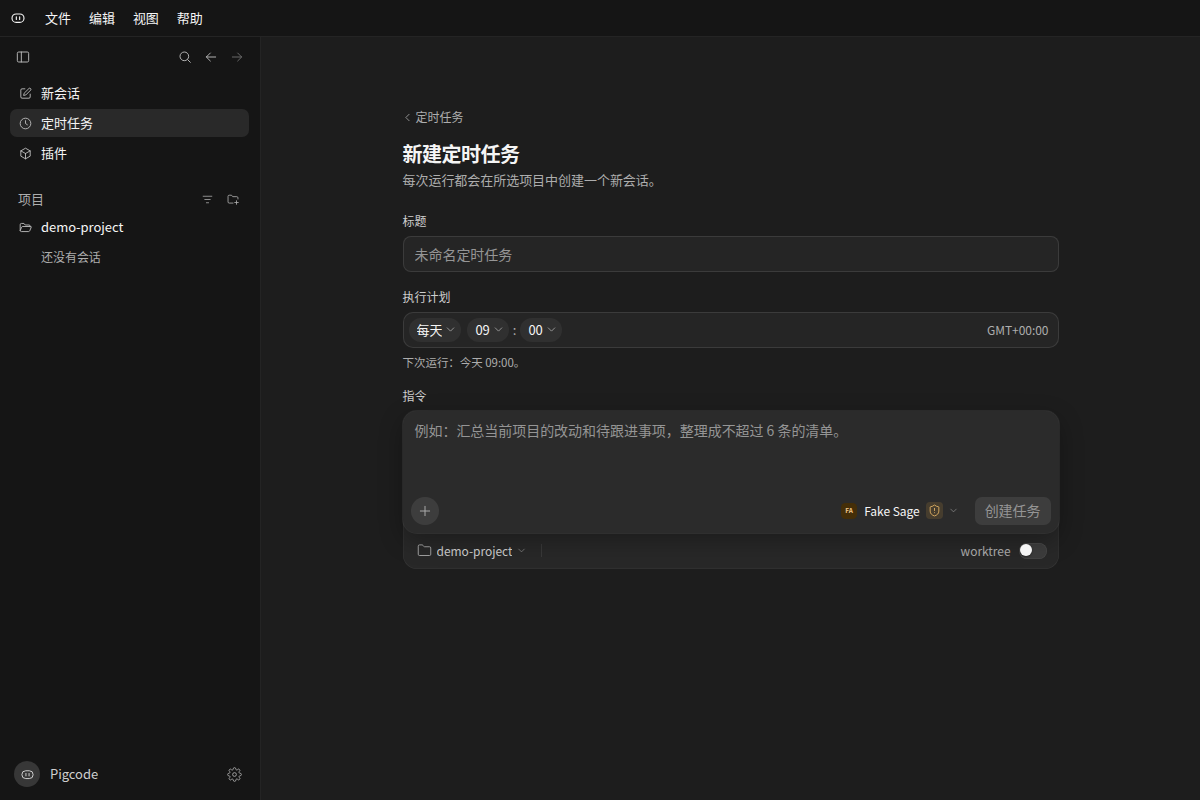 文件 编辑 视图 帮助
新会话
定时任务
插件
项目
demo-project
还没有会话
定时任务
新建定时任务
每次运行都会在所选项目中创建一个新会话。
标题
未命名定时任务
执行计划
每天 09 : 00 GMT+00:00
下次运行：今天 09:00。
指令
例如：汇总当前项目的改动和待跟进事项，整理成不超过 6 条的清单。
FA Fake Sage 创建任务
demo-project worktree
Pigcode